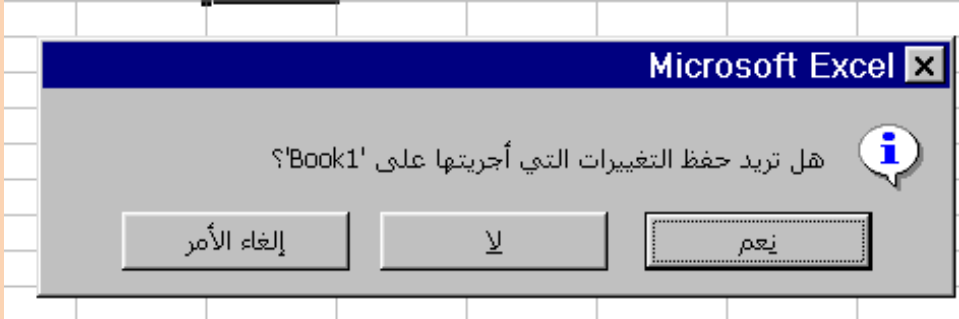 Microsoft Excel
هل تريد حفظ التغييرات التي أجريتها على 'Book1'؟
نعم
لا
إلغاء الأمر